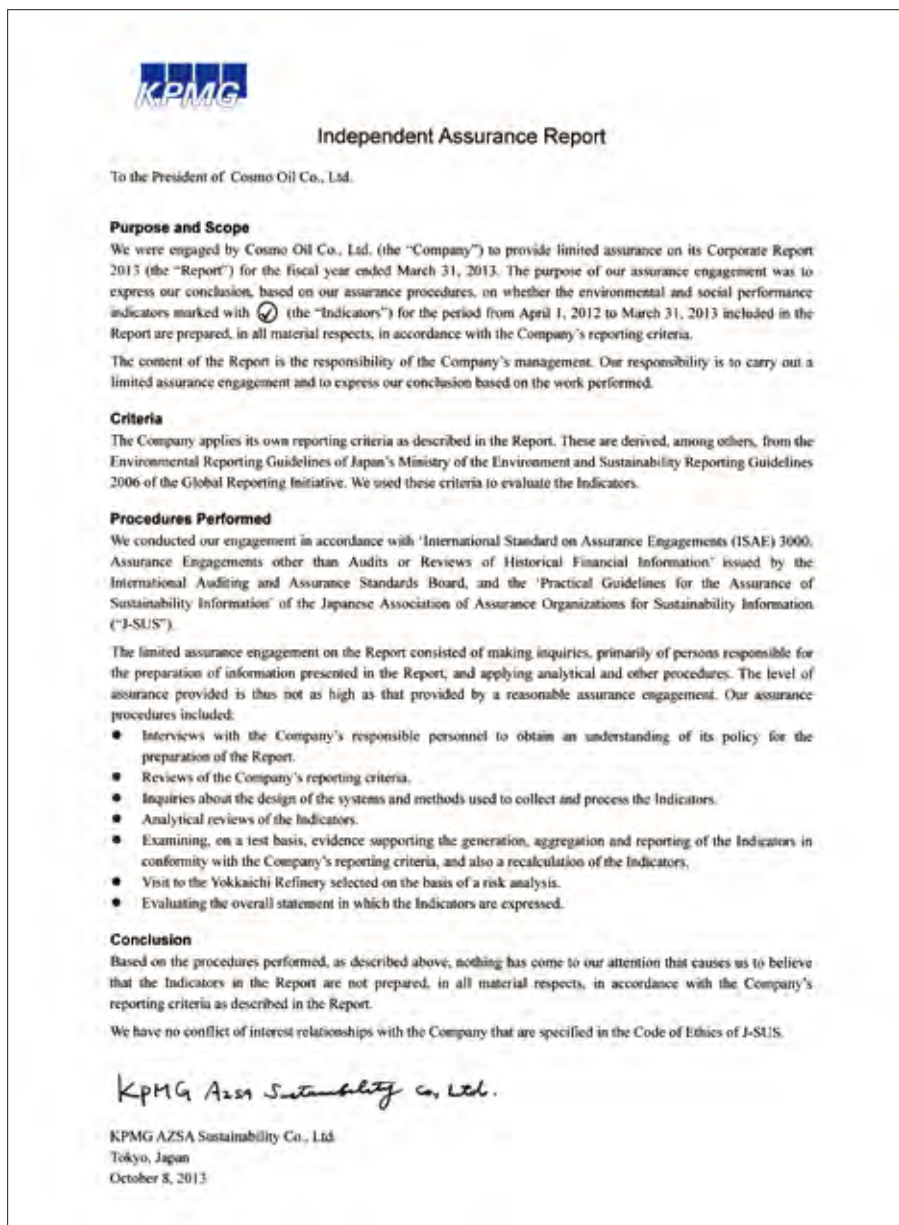 KPMG
Independent Assurance Report
To the President of Cosmo Oil Co., Ltd.
Purpose and Scope
We were engaged by Cosmo Oil Co., Ltd. (the “Company”) to provide limited assurance on its Corporate Report
2013 (the “Report”) for the fiscal year ended March 31, 2013. The purpose of our assurance engagement was to
express our conclusion, based on our assurance procedures, on whether the environmental and social performance
indicators marked with (the “Indicators”) for the period from April 1, 2012 to March 31, 2013 included in the
Report are prepared, in all material respects, in accordance with the Company’s reporting criteria.
The content of the Report is the responsibility of the Company’s management. Our responsibility is to carry out a
limited assurance engagement and to express our conclusion based on the work performed.
Criteria
The Company applies its own reporting criteria as described in the Report. These are derived, among others, from the
Environmental Reporting Guidelines of Japan’s Ministry of the Environment and Sustainability Reporting Guidelines
2006 of the Global Reporting Initiative. We used these criteria to evaluate the Indicators.
Procedures Performed
We conducted our engagement in accordance with ‘International Standard on Assurance Engagements (ISAE) 3000,
Assurance Engagements other than Audits or Reviews of Historical Financial Information’ issued by the
International Auditing and Assurance Standards Board, and the ‘Practical Guidelines for the Assurance of
Sustainability Information’ of the Japanese Association of Assurance Organizations for Sustainability Information
(“J-SUS”).
The limited assurance engagement on the Report consisted of making inquiries, primarily of persons responsible for
the preparation of information presented in the Report, and applying analytical and other procedures. The level of
assurance provided is thus not as high as that provided by a reasonable assurance engagement. Our assurance
procedures included:
● Interviews with the Company’s responsible personnel to obtain an understanding of its policy for the
preparation of the Report.
● Reviews of the Company’s reporting criteria.
● Inquiries about the design of the systems and methods used to collect and process the Indicators.
● Analytical reviews of the Indicators.
● Examining, on a test basis, evidence supporting the generation, aggregation and reporting of the Indicators in
conformity with the Company’s reporting criteria, and also a recalculation of the Indicators.
● Visit to the Yokkaichi Refinery selected on the basis of a risk analysis.
● Evaluating the overall statement in which the Indicators are expressed.
Conclusion
Based on the procedures performed, as described above, nothing has come to our attention that causes us to believe
that the Indicators in the Report are not prepared, in all material respects, in accordance with the Company’s
reporting criteria as described in the Report.
We have no conflict of interest relationships with the Company that are specified in the Code of Ethics of J-SUS.
KPMG AZSA Sustainability Co., Ltd.
KPMG AZSA Sustainability Co., Ltd.
Tokyo, Japan
October 8, 2013